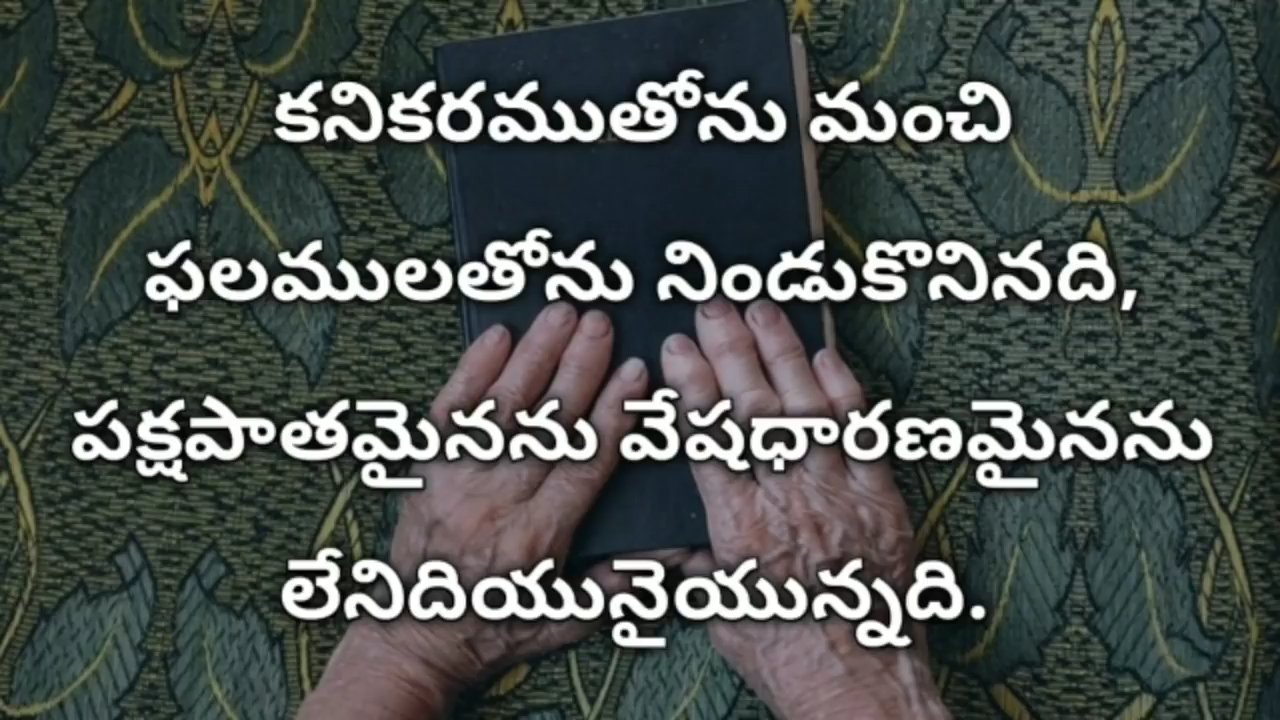 కనికరముతోను మంచి
ఫలములతోను నిండుకొనినది,
పక్షపాతమైనను వేషధారణమైనను
లేనిదియునైయున్నది.